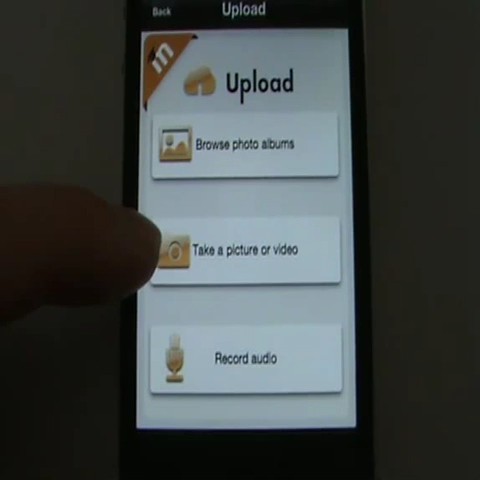 Back
Upload
m
Upload
Browse photo albums
Take a picture or video
Record audio